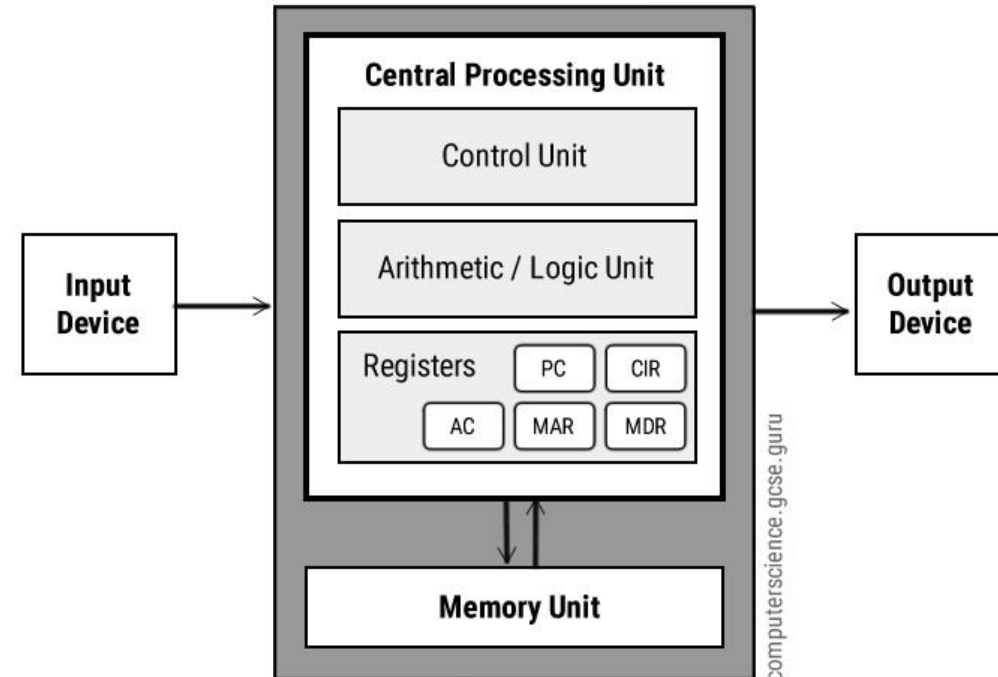 Central Processing Unit
Control Unit
Arithmetic / Logic Unit
Registers
PC
CIR
AC
MAR
MDR
Input
Device
Output
Device
Memory Unit
computerscience.gcse.guru